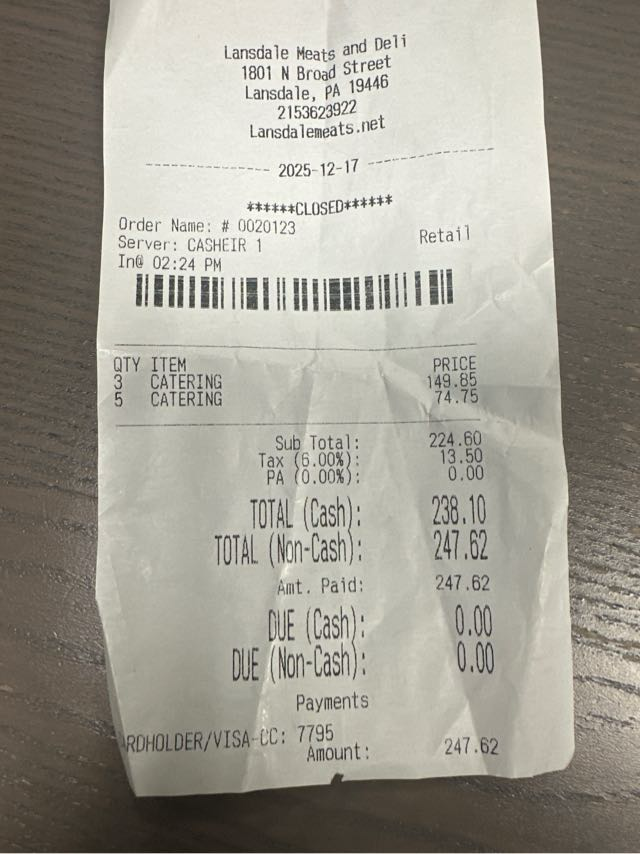 Lansdale Meats and Deli
1801 N Broad Street
Lansdale, PA 19446
2153623922
Lansdalemeats.net
2025-12-17
******CLOSED******
Order Name: # 0020123
Server: CASHEIR 1 Retail
In@ 02:24 PM
QTY ITEM PRICE
3 CATERING 149.85
5 CATERING 74.75
Sub Total: 224.60
Tax (6.00%): 13.50
PA (0.00%): 0.00
TOTAL (Cash): 238.10
TOTAL (Non-Cash): 247.62
Amt. Paid: 247.62
DUE (Cash): 0.00
DUE (Non-Cash): 0.00
Payments
RDHOLDER/VISA-CC: 7795
Amount: 247.62